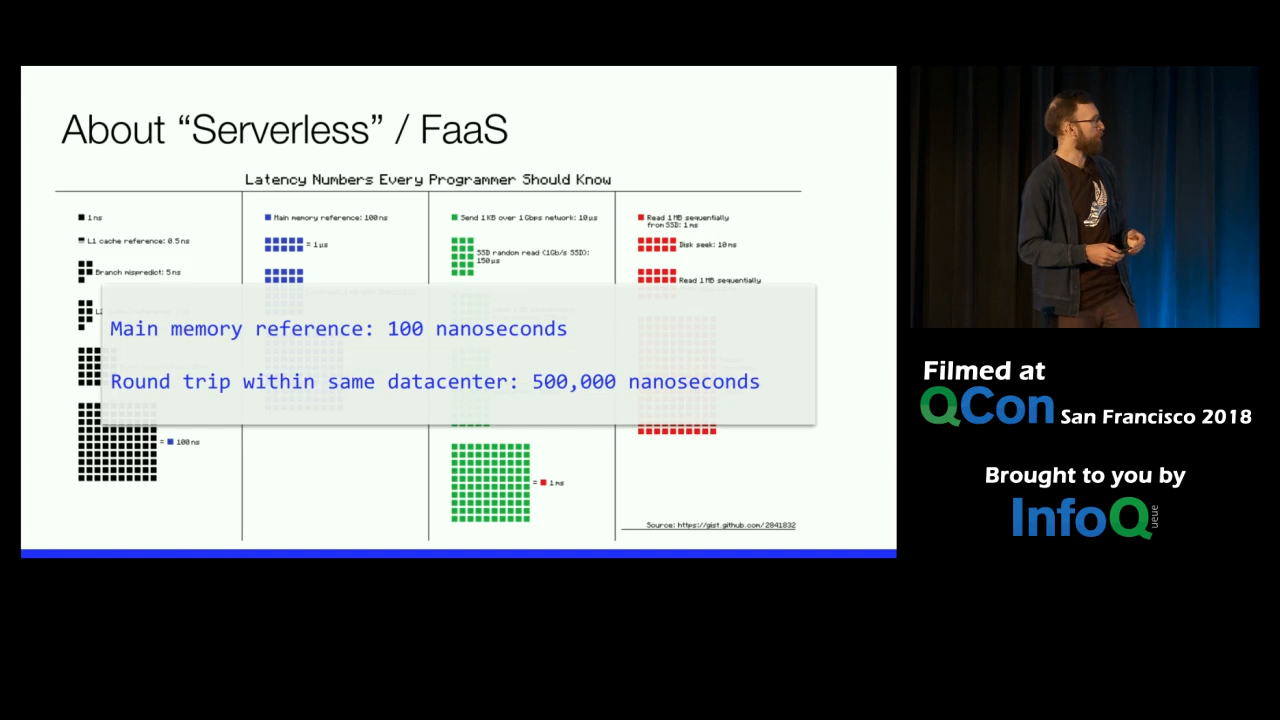 About “Serverless” / FaaS
Latency Numbers Every Programmer Should Know
1 ns
L1 cache reference: 0.5 ns
Branch mispredict: 5 ns
= 100 ns
Main memory reference: 100 ns
= 1 µs
Send 1 KB over 1 Gbps network: 10 µs
SSD random read (1Gb/s SSD):
150 µs
= 1 ms
Read 1 MB sequentially
from SSD: 1 ms
Disk seek: 10 ms
Read 1 MB sequentially
Source: https://gist.github.com/2841832
Main memory reference: 100 nanoseconds
Round trip within same datacenter: 500,000 nanoseconds
Filmed at
QCon San Francisco 2018
Brought to you by
InfoQ